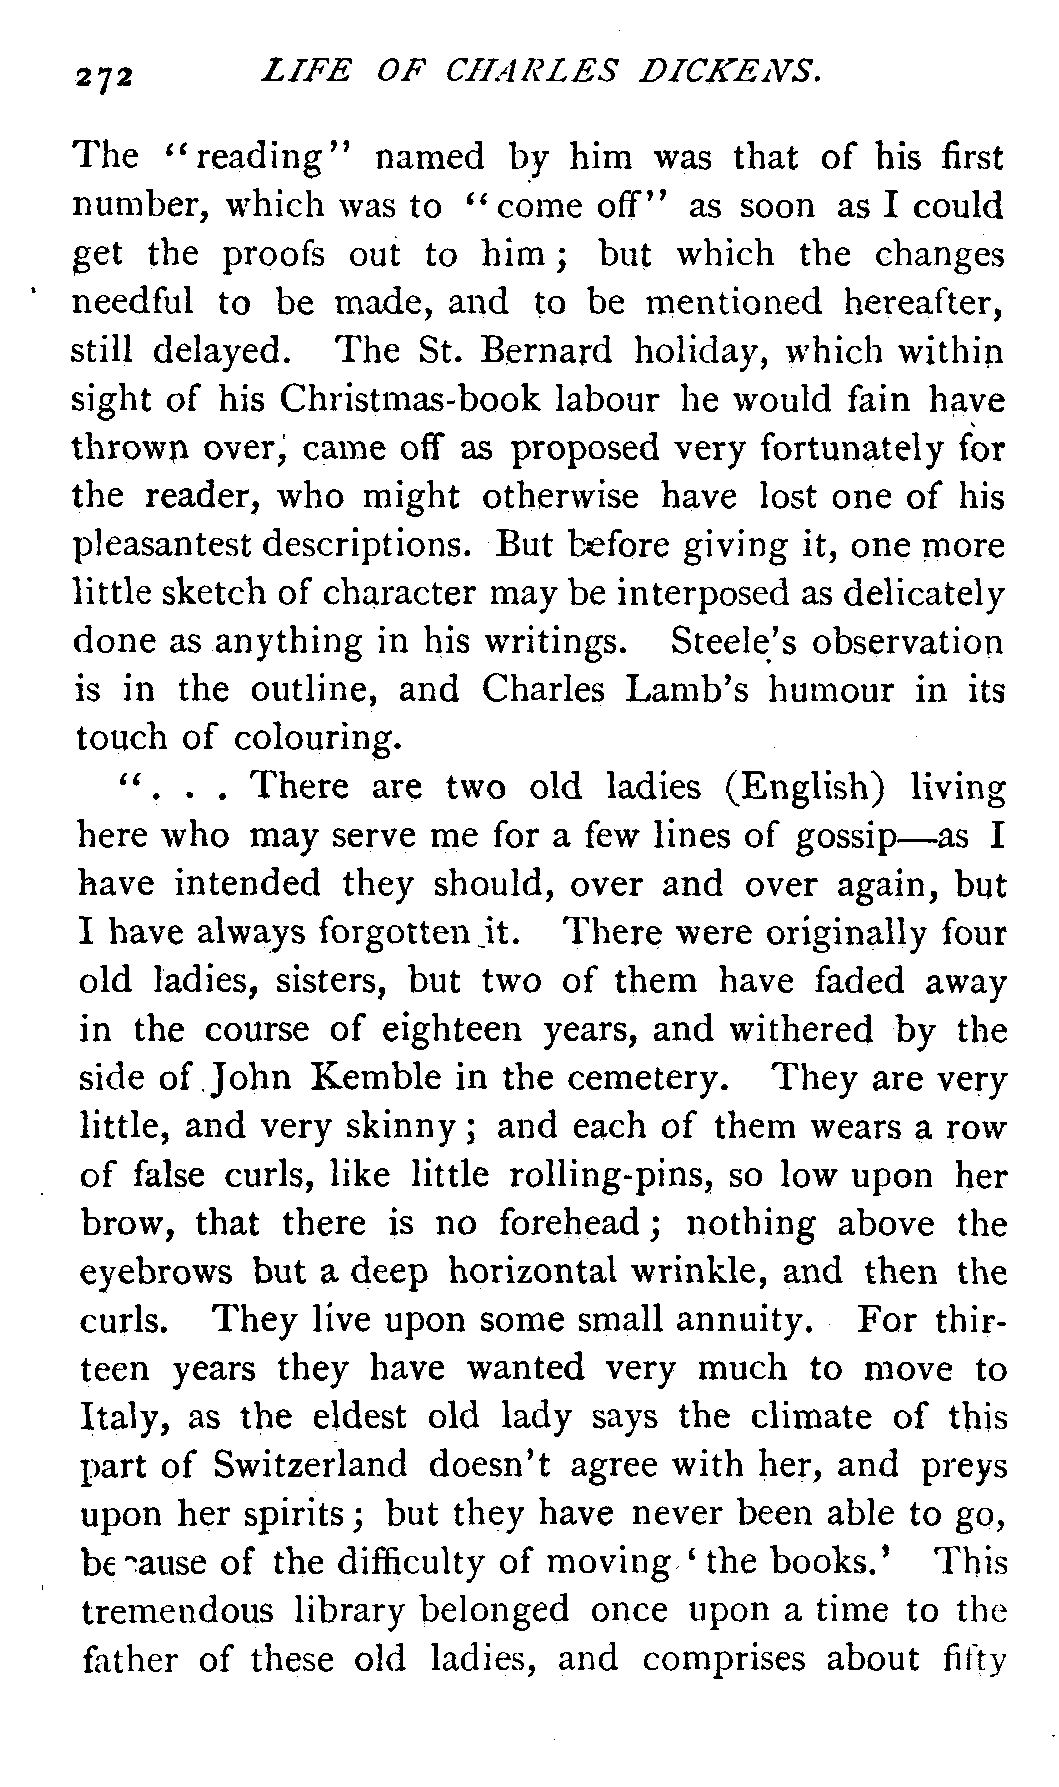 272 LIFE OF CHARLES DICKENS.
The "reading" named by him was that of his first
number, which was to "come off" as soon as I could
get the proofs out to him; but which the changes
needful to be made, and to be mentioned hereafter,
still delayed. The St. Bernard holiday, which within
sight of his Christmas-book labour he would fain have
thrown over, came off as proposed very fortunately for
the reader, who might otherwise have lost one of his
pleasantest descriptions. But before giving it, one more
little sketch of character may be interposed as delicately
done as anything in his writings. Steele's observation
is in the outline, and Charles Lamb's humour in its
touch of colouring.
". . . There are two old ladies (English) living
here who may serve me for a few lines of gossip—as I
have intended they should, over and over again, but
I have always forgotten it. There were originally four
old ladies, sisters, but two of them have faded away
in the course of eighteen years, and withered by the
side of John Kemble in the cemetery. They are very
little, and very skinny; and each of them wears a row
of false curls, like little rolling-pins, so low upon her
brow, that there is no forehead; nothing above the
eyebrows but a deep horizontal wrinkle, and then the
curls. They live upon some small annuity. For thir-
teen years they have wanted very much to move to
Italy, as the eldest old lady says the climate of this
part of Switzerland doesn't agree with her, and preys
upon her spirits; but they have never been able to go,
because of the difficulty of moving 'the books.' This
tremendous library belonged once upon a time to the
father of these old ladies, and comprises about fifty